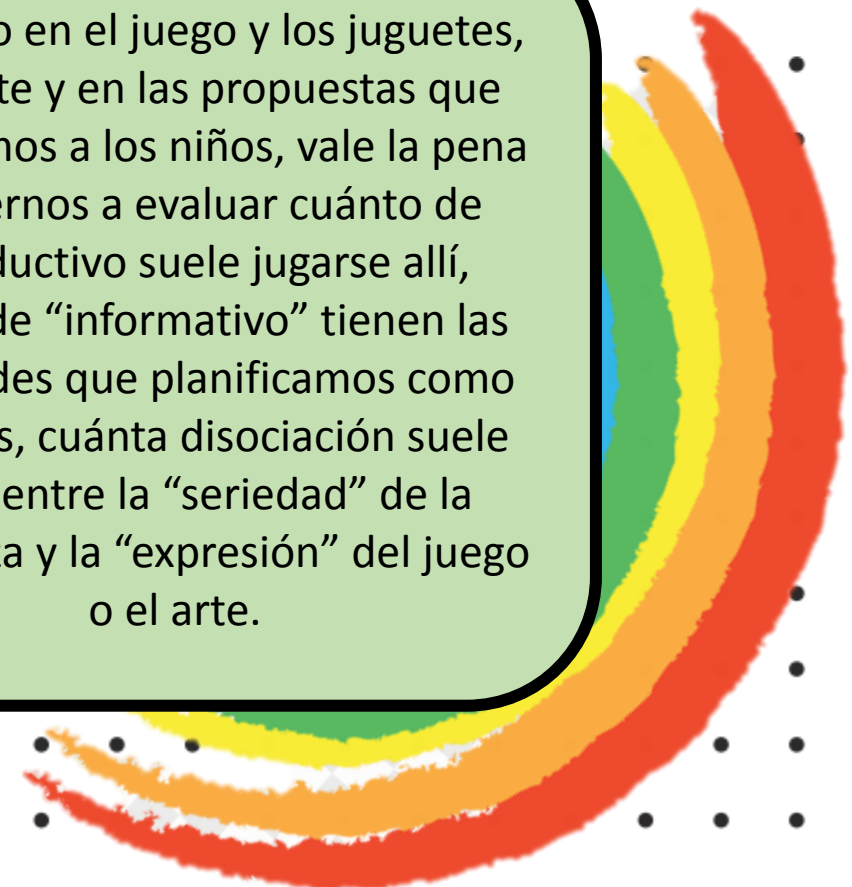 o en el juego y los juguetes,
te y en las propuestas que
nos a los niños, vale la pena
ernos a evaluar cuánto de
ductivo suele jugarse allí,
de “informativo” tienen las
des que planificamos como
s, cuánta disociación suele
entre la “seriedad” de la
za y la “expresión” del juego
o el arte.